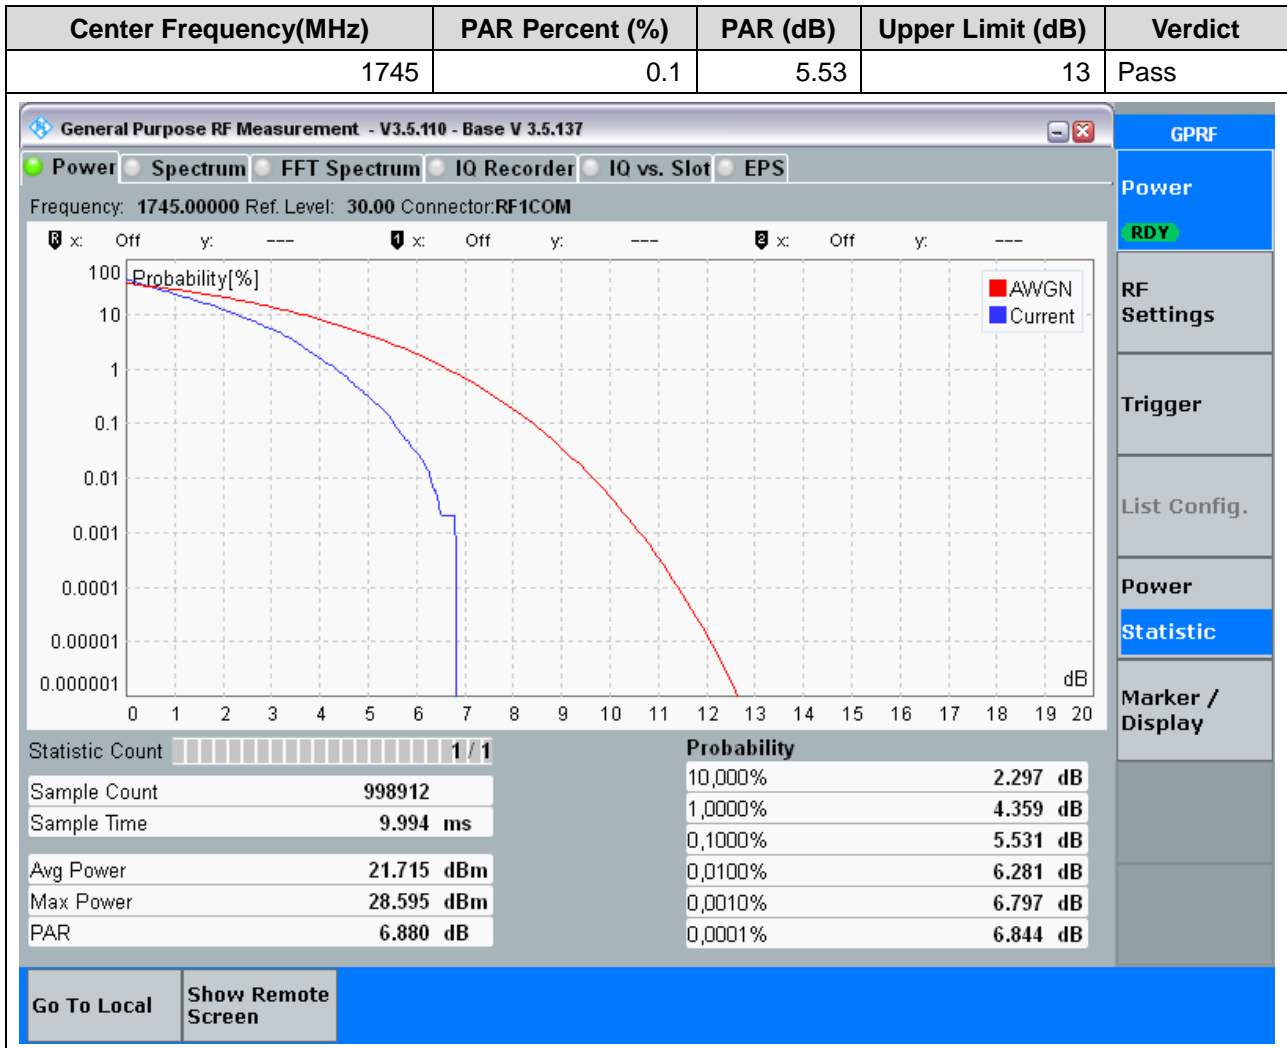 Center Frequency(MHz) PAR Percent (%) PAR (dB) Upper Limit (dB) Verdict
1745 0.1 5.53 13 Pass
General Purpose RF Measurement - V3.5.110 - Base V 3.5.137
GPRF
Power Spectrum FFT Spectrum IQ Recorder IQ vs. Slot EPS
Frequency: 1745.00000 Ref. Level: 30.00 Connector:RF1COM
R x: Off y: --- 1 x: Off y: --- 2 x: Off y: ---
Probability[%]
AWGN
Current
100
10
1
0.1
0.01
0.001
0.0001
0.00001
0.000001
dB
0 1 2 3 4 5 6 7 8 9 10 11 12 13 14 15 16 17 18 19 20
Statistic Count 1 / 1
Sample Count 998912
Sample Time 9.994 ms
Avg Power 21.715 dBm
Max Power 28.595 dBm
PAR 6.880 dB
Probability
10,000% 2.297 dB
1,0000% 4.359 dB
0,1000% 5.531 dB
0,0100% 6.281 dB
0,0010% 6.797 dB
0,0001% 6.844 dB
Power
RDY
RF
Settings
Trigger
List Config.
Power
Statistic
Marker /
Display
Go To Local
Show Remote
Screen